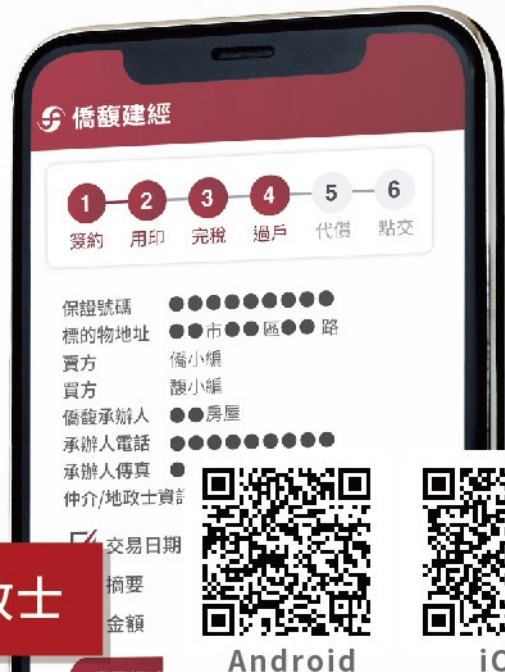 僑馥建經
1 2 3 4 5 6
簽約 用印 完稅 過戶 代償 點交
保證號碼 ●●●●●●●●●
標的物地址 ●●市●●區●● 路
賣方 僑小編
買方 馥小編
僑馥承辦人 ●●房屋
承辦人電話 ●●●●●●●●●
承辦人傳真 ●
仲介/地政士資訊
交易日期
摘要
士
金額
Android